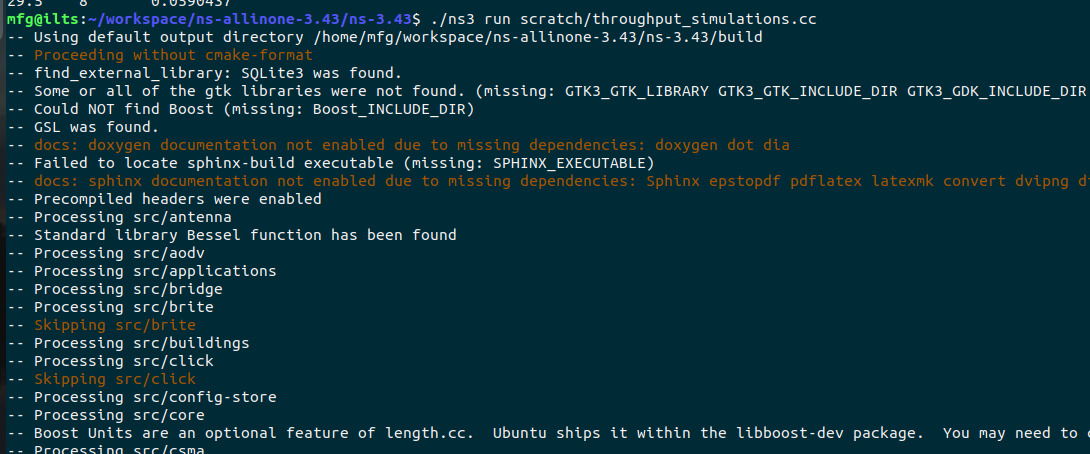 29.5 8 0.0390437
mfg@ilts:~/workspace/ns-allinone-3.43/ns-3.43$ ./ns3 run scratch/throughput_simulations.cc
-- Using default output directory /home/mfg/workspace/ns-allinone-3.43/ns-3.43/build
-- Proceeding without cmake-format
-- find_external_library: SQLite3 was found.
-- Some or all of the gtk libraries were not found. (missing: GTK3_GTK_LIBRARY GTK3_GTK_INCLUDE_DIR GTK3_GDK_INCLUDE_DIR
-- Could NOT find Boost (missing: Boost_INCLUDE_DIR)
-- GSL was found.
-- docs: doxygen documentation not enabled due to missing dependencies: doxygen dot dia
-- Failed to locate sphinx-build executable (missing: SPHINX_EXECUTABLE)
-- docs: sphinx documentation not enabled due to missing dependencies: Sphinx epstopdf pdflatex latexmk convert dvipng
-- Precompiled headers were enabled
-- Processing src/antenna
-- Standard library Bessel function has been found
-- Processing src/aodv
-- Processing src/applications
-- Processing src/bridge
-- Processing src/brite
-- Skipping src/brite
-- Processing src/buildings
-- Processing src/click
-- Skipping src/click
-- Processing src/config-store
-- Processing src/core
-- Boost Units are an optional feature of length.cc.  Ubuntu ships it within the libboost-dev package.  You may need to
-- Processing src/csma